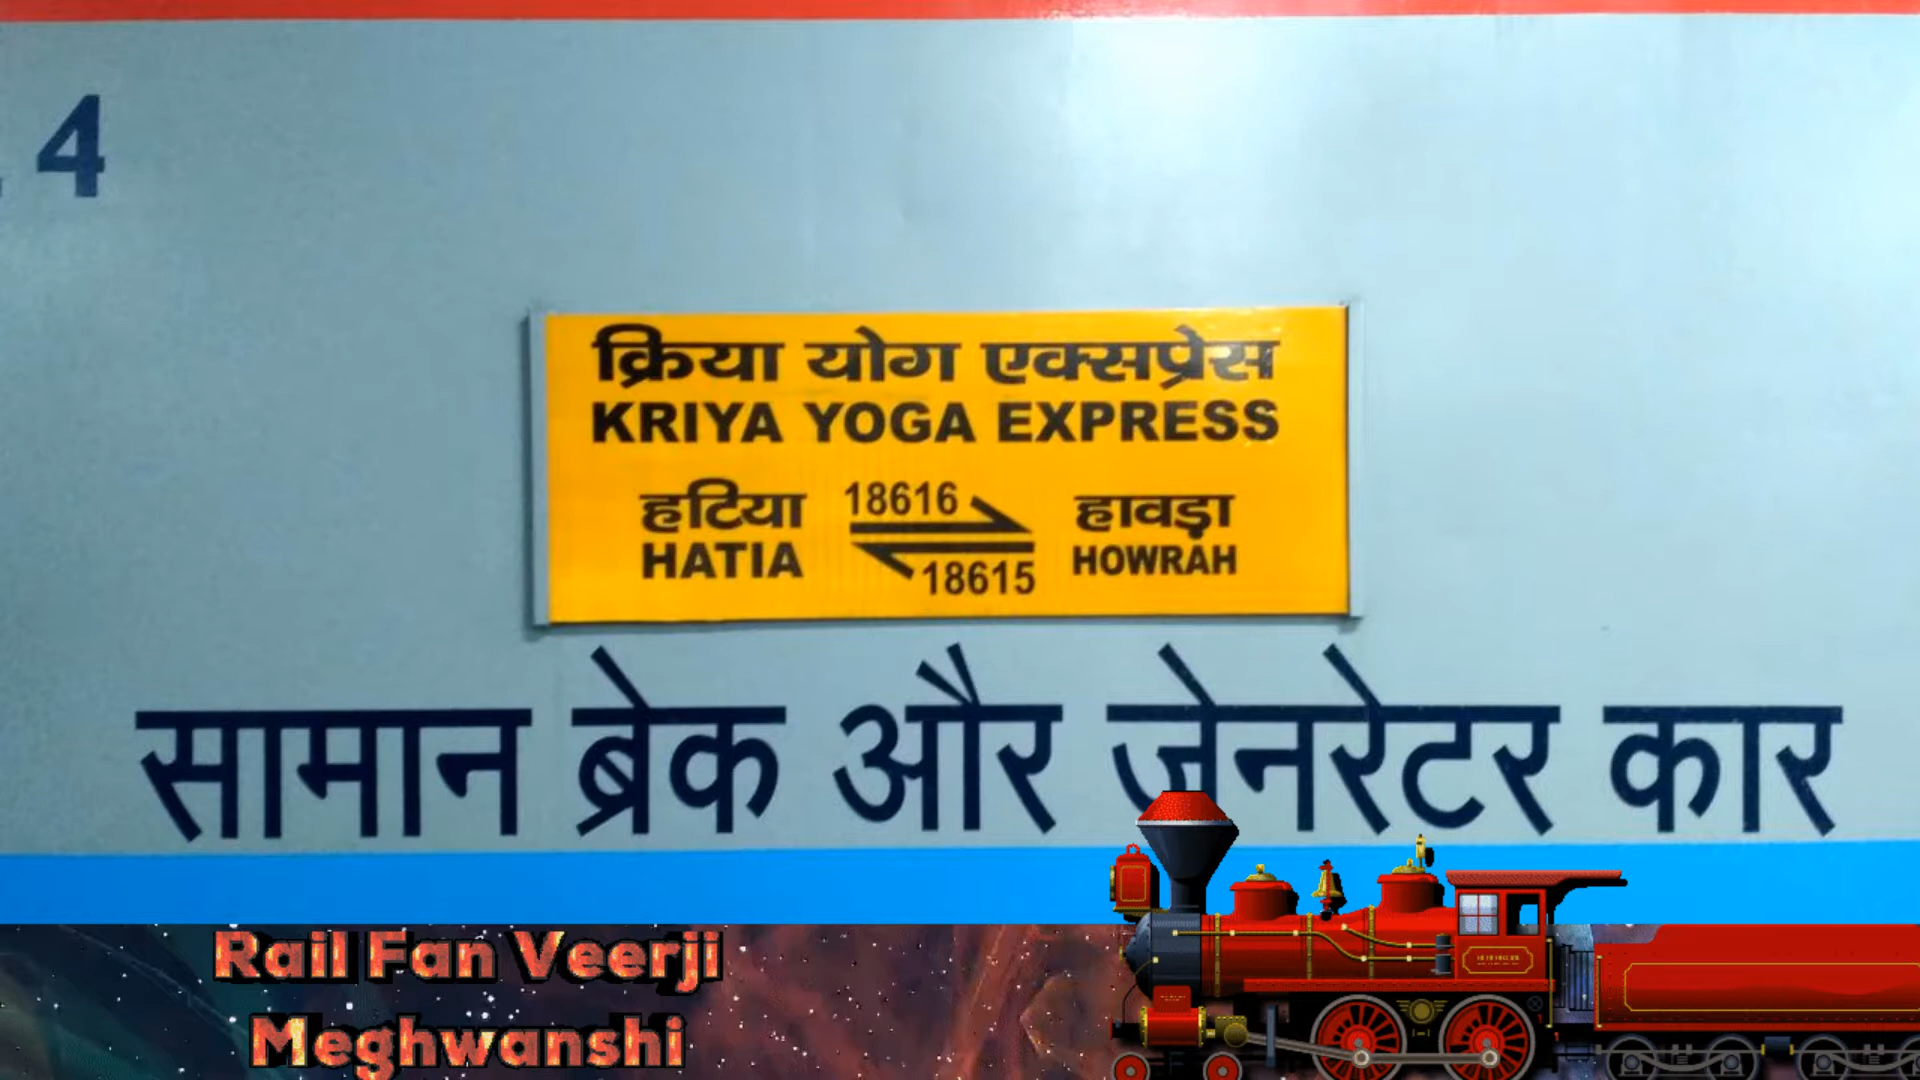 4
क्रिया योग एक्सप्रेस
KRIYA YOGA EXPRESS
हटिया 18616 हावड़ा
HATIA 18615 HOWRAH
सामान ब्रेक और जेनरेटर कार
Rail Fan Veerji
Meghwanshi